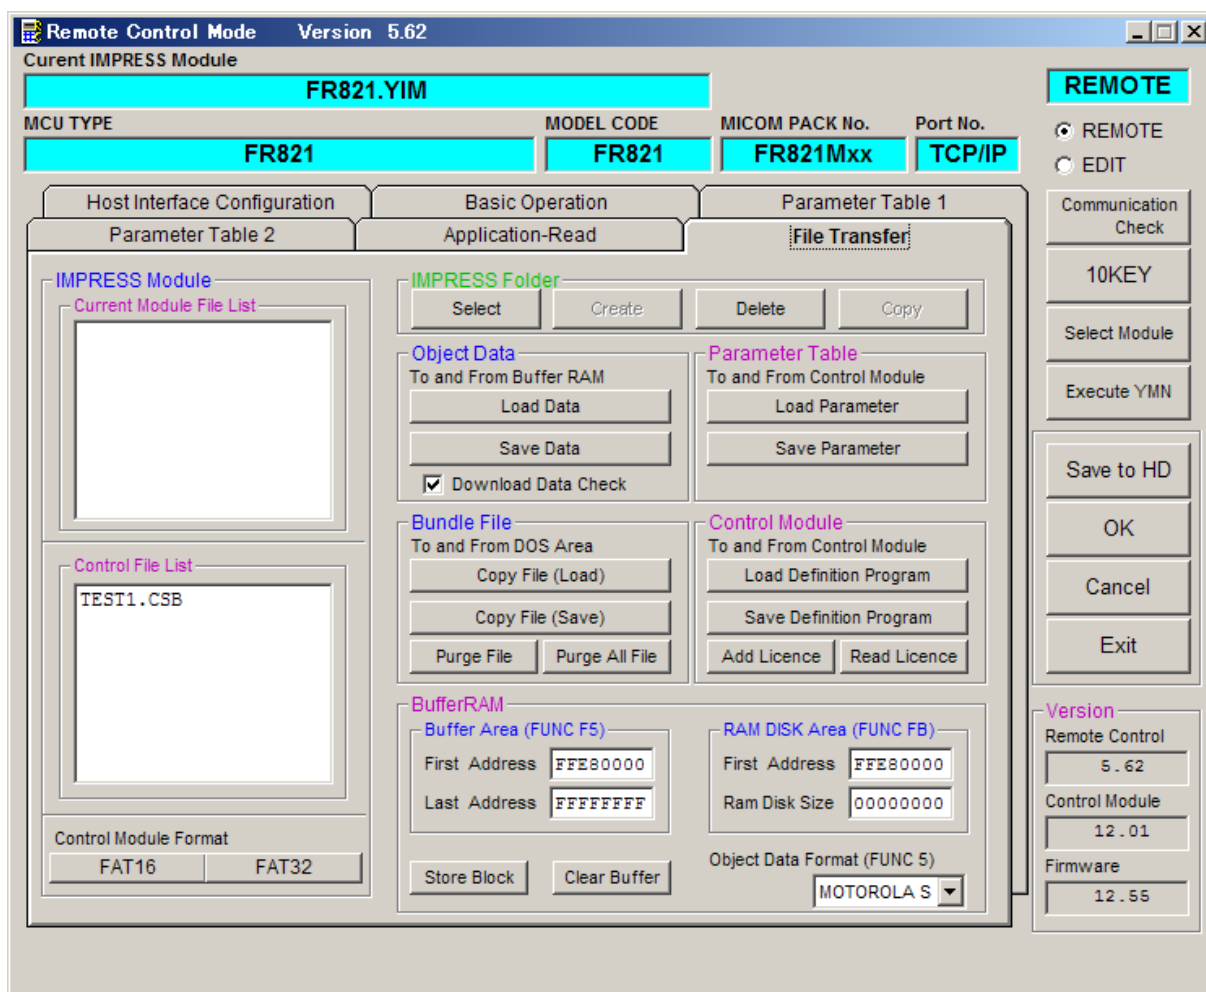 Remote Control Mode Version 5.62
Curent IMPRESS Module
FR821.YIM
REMOTE
MCU TYPE MODEL CODE MICOM PACK No. Port No.
FR821 FR821 FR821Mxx TCP/IP
REMOTE
EDIT
Host Interface Configuration Basic Operation Parameter Table 1
Parameter Table 2 Application-Read File Transfer
Communication
Check
10KEY
Select Module
Execute YMN
IMPRESS Module
Current Module File List
Control File List
TEST1.CSB
Control Module Format
FAT16 FAT32
IMPRESS Folder
Select Create Delete Copy
Object Data
To and From Buffer RAM
Load Data
Save Data
Download Data Check
Parameter Table
To and From Control Module
Load Parameter
Save Parameter
Bundle File
To and From DOS Area
Copy File (Load)
Copy File (Save)
Purge File Purge All File
Control Module
To and From Control Module
Load Definition Program
Save Definition Program
Add Licence Read Licence
BufferRAM
Buffer Area (FUNC F5)
First Address FFE80000
Last Address FFFFFFFF
RAM DISK Area (FUNC FB)
First Address FFE80000
Ram Disk Size 00000000
Store Block Clear Buffer
Object Data Format (FUNC 5)
MOTOROLA S
Save to HD
OK
Cancel
Exit
Version
Remote Control
5.62
Control Module
12.01
Firmware
12.55